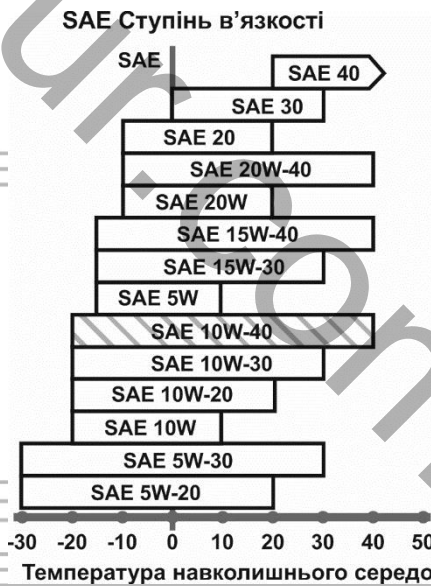 SAE Ступінь в’язкості
SAE
SAE 40
SAE 30
SAE 20
SAE 20W-40
SAE 20W
SAE 15W-40
SAE 15W-30
SAE 5W
SAE 10W-40
SAE 10W-30
SAE 10W-20
SAE 10W
SAE 5W-30
SAE 5W-20
-30 -20 -10 0 10 20 30 40 50
Температура навколишнього середо